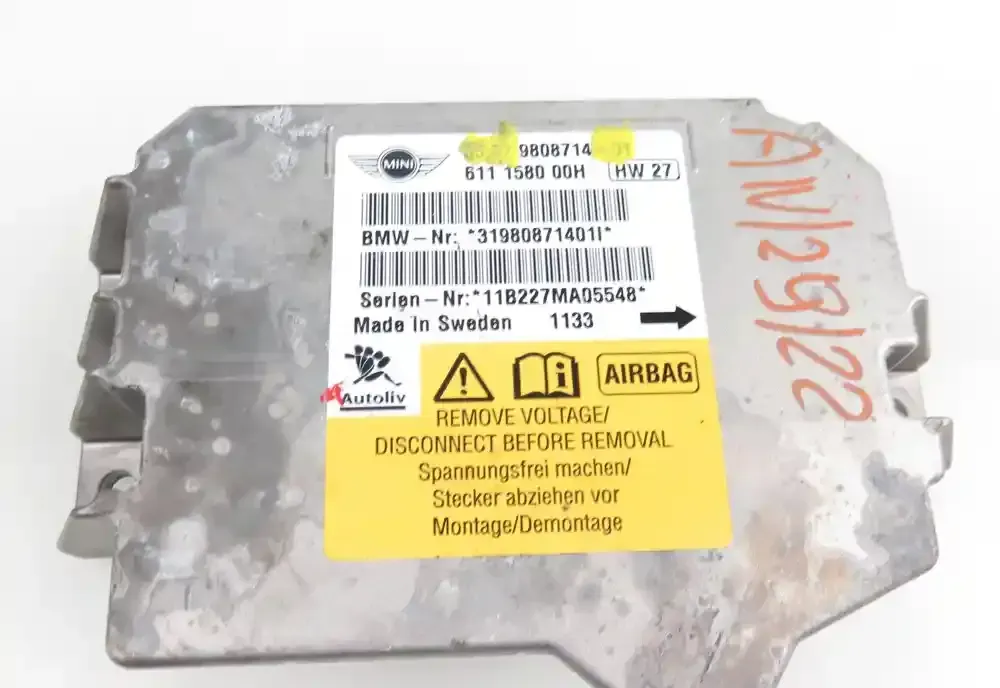 MINI
9808714-01
611 1580 00H HW 27
BMW-Nr: *31980871401I*
Serien-Nr:*11B227MA05548*
Made In Sweden 1133
Autoliv
AIRBAG
REMOVE VOLTAGE/
DISCONNECT BEFORE REMOVAL
Spannungsfrei machen/
Stecker abziehen vor
Montage/Demontage
AN/29/22